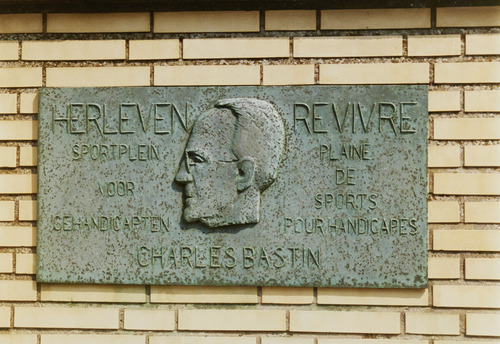 HERLEVEN
SPORTPLEIN
VOOR
GEHANDICAPTEN
REVIVRE
PLAINE
DE
SPORTS
POUR HANDICAPES
CHARLES BASTIN